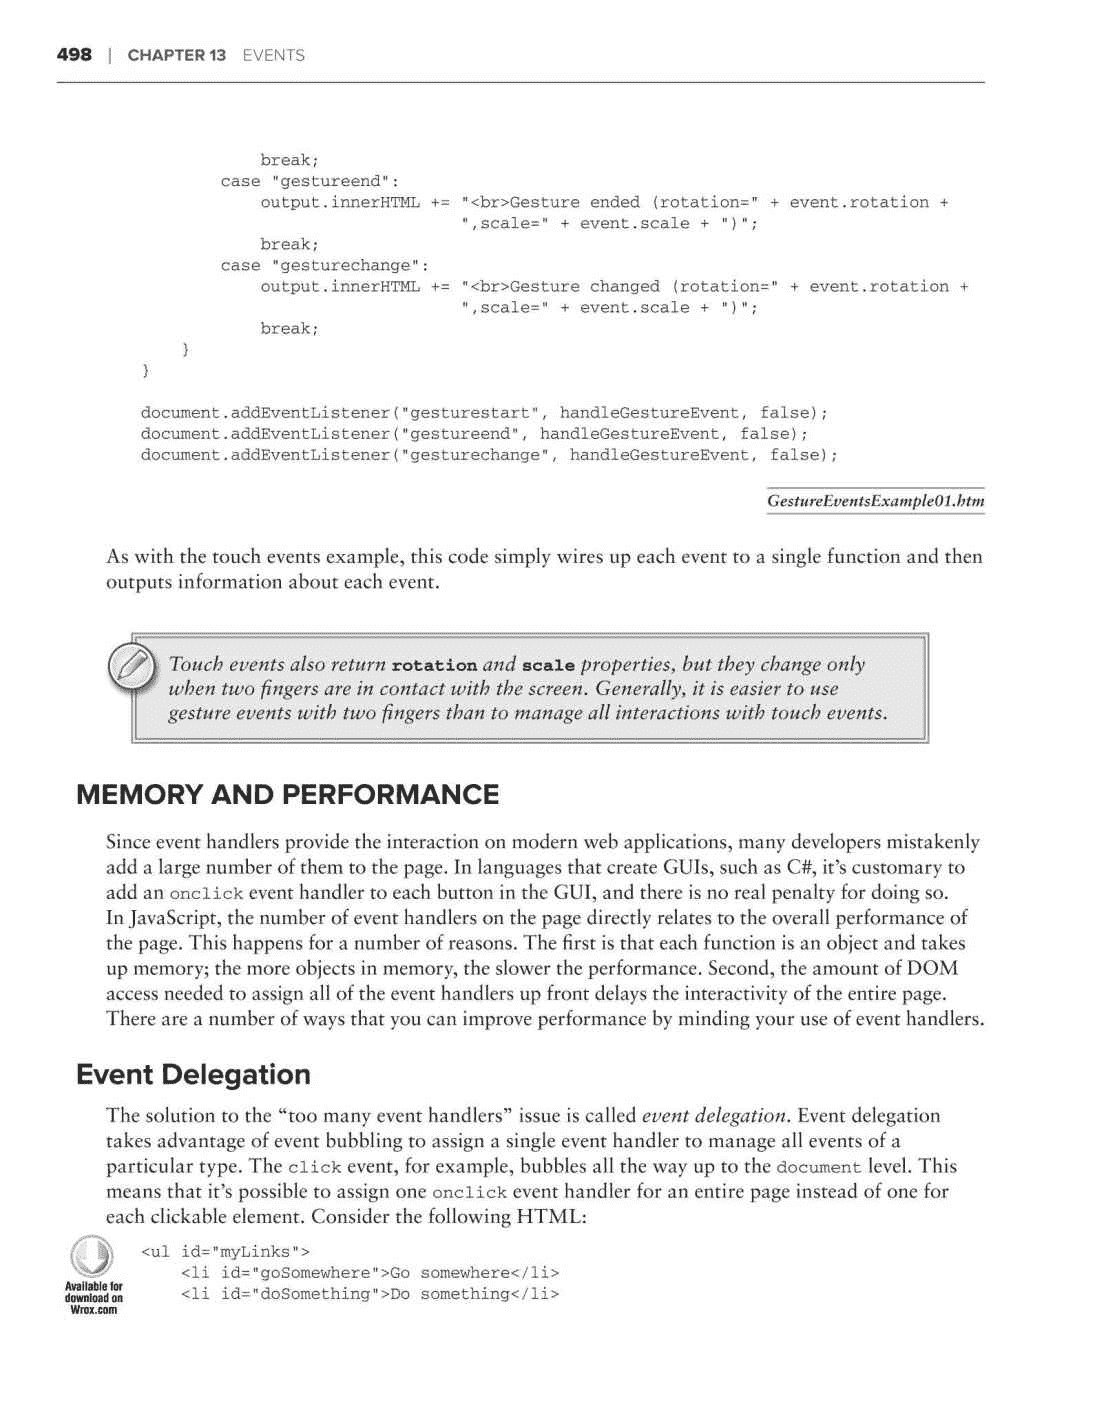 498 | CHAPTER 13 EVENTS
break;
case "gestureend":
output.innerHTML += "<br>Gesture ended (rotation=" + event.rotation +
",scale=" + event.scale + ")";
break;
case "gesturechange":
output.innerHTML += "<br>Gesture changed (rotation=" + event.rotation +
",scale=" + event.scale + ")";
break;
}
}
document.addEventListener("gesturestart", handleGestureEvent, false);
document.addEventListener("gestureend", handleGestureEvent, false);
document.addEventListener("gesturechange", handleGestureEvent, false);
GestureEventsExample01.htm
As with the touch events example, this code simply wires up each event to a single function and then
outputs information about each event.
Touch events also return rotation and scale properties, but they change only
when two fingers are in contact with the screen. Generally, it is easier to use
gesture events with two fingers than to manage all interactions with touch events.
MEMORY AND PERFORMANCE
Since event handlers provide the interaction on modern web applications, many developers mistakenly
add a large number of them to the page. In languages that create GUIs, such as C#, it's customary to
add an onclick event handler to each button in the GUI, and there is no real penalty for doing so.
In JavaScript, the number of event handlers on the page directly relates to the overall performance of
the page. This happens for a number of reasons. The first is that each function is an object and takes
up memory; the more objects in memory, the slower the performance. Second, the amount of DOM
access needed to assign all of the event handlers up front delays the interactivity of the entire page.
There are a number of ways that you can improve performance by minding your use of event handlers.
Event Delegation
The solution to the "too many event handlers" issue is called event delegation. Event delegation
takes advantage of event bubbling to assign a single event handler to manage all events of a
particular type. The click event, for example, bubbles all the way up to the document level. This
means that it's possible to assign one onclick event handler for an entire page instead of one for
each clickable element. Consider the following HTML:
<ul id="myLinks">
<li id="goSomewhere">Go somewhere</li>
<li id="doSomething">Do something</li>
Available for
download on
Wrox.com